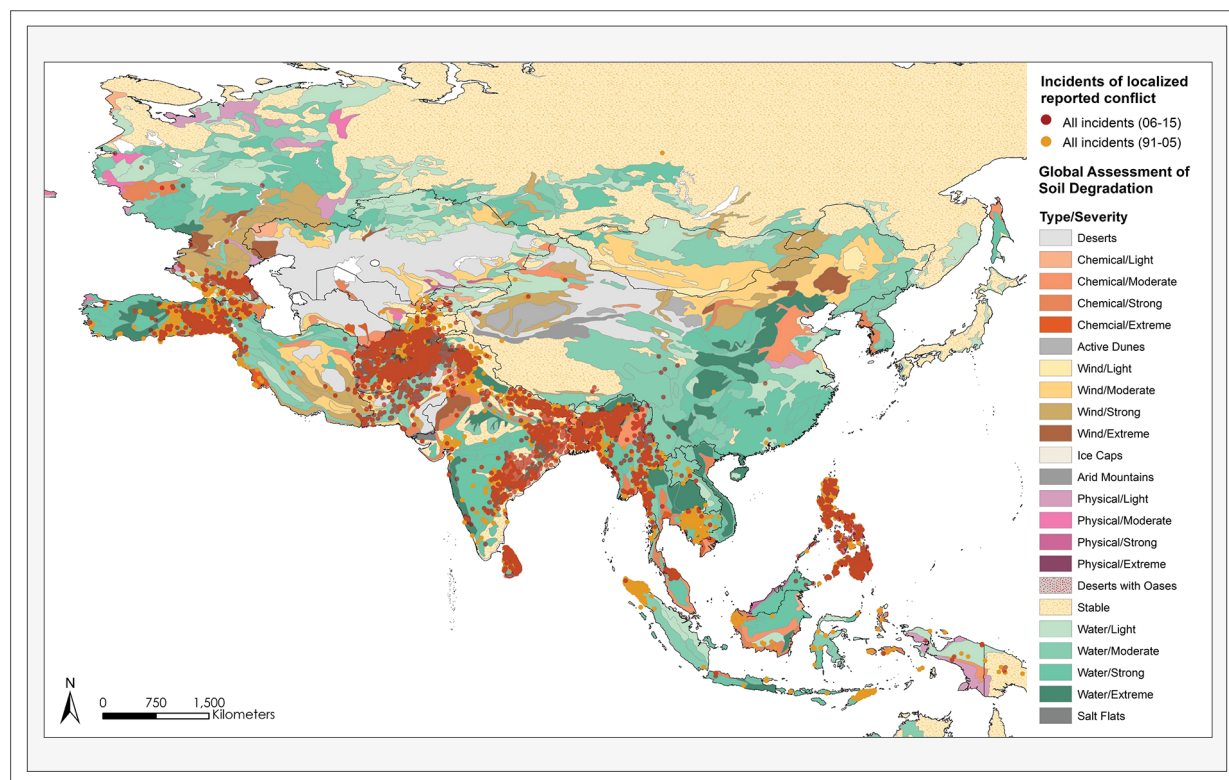 Incidents of localized
reported conflict
All incidents (06-15)
All incidents (91-05)
Global Assessment of
Soil Degradation
Type/Severity
Deserts
Chemical/Light
Chemical/Moderate
Chemical/Strong
Chemcial/Extreme
Active Dunes
Wind/Light
Wind/Moderate
Wind/Strong
Wind/Extreme
Ice Caps
Arid Mountains
Physical/Light
Physical/Moderate
Physical/Strong
Physical/Extreme
Deserts with Oases
Stable
Water/Light
Water/Moderate
Water/Strong
Water/Extreme
Salt Flats
N
0 750 1,500
Kilometers